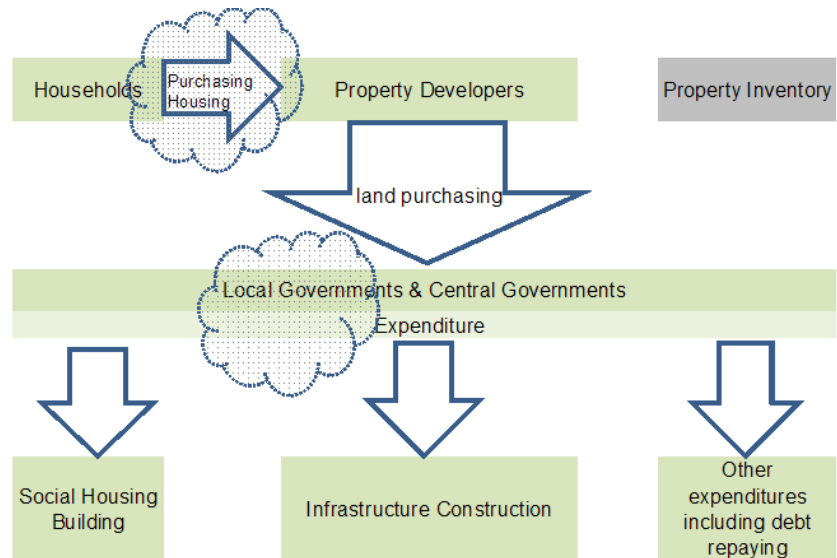 Households
Purchasing
Housing
Property Developers
Property Inventory
land purchasing
Local Governments & Central Governments
Expenditure
Social Housing
Building
Infrastructure Construction
Other
expenditures
including debt
repaying